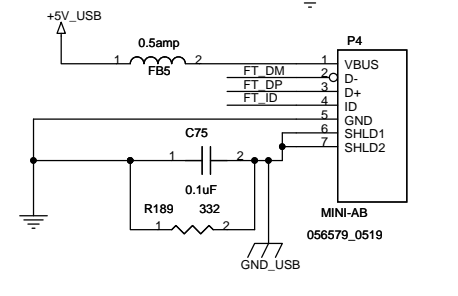 +5V_USB
0.5amp
P4
1
2
1
VBUS
FB5
FT_DM
2
D-
FT_DP
3
D+
FT_ID
4
ID
5
GND
C75
6
SHLD1
7
SHLD2
1
2
0.1uF
R189
332
MINI-AB
1
2
056579_0519
GND_USB